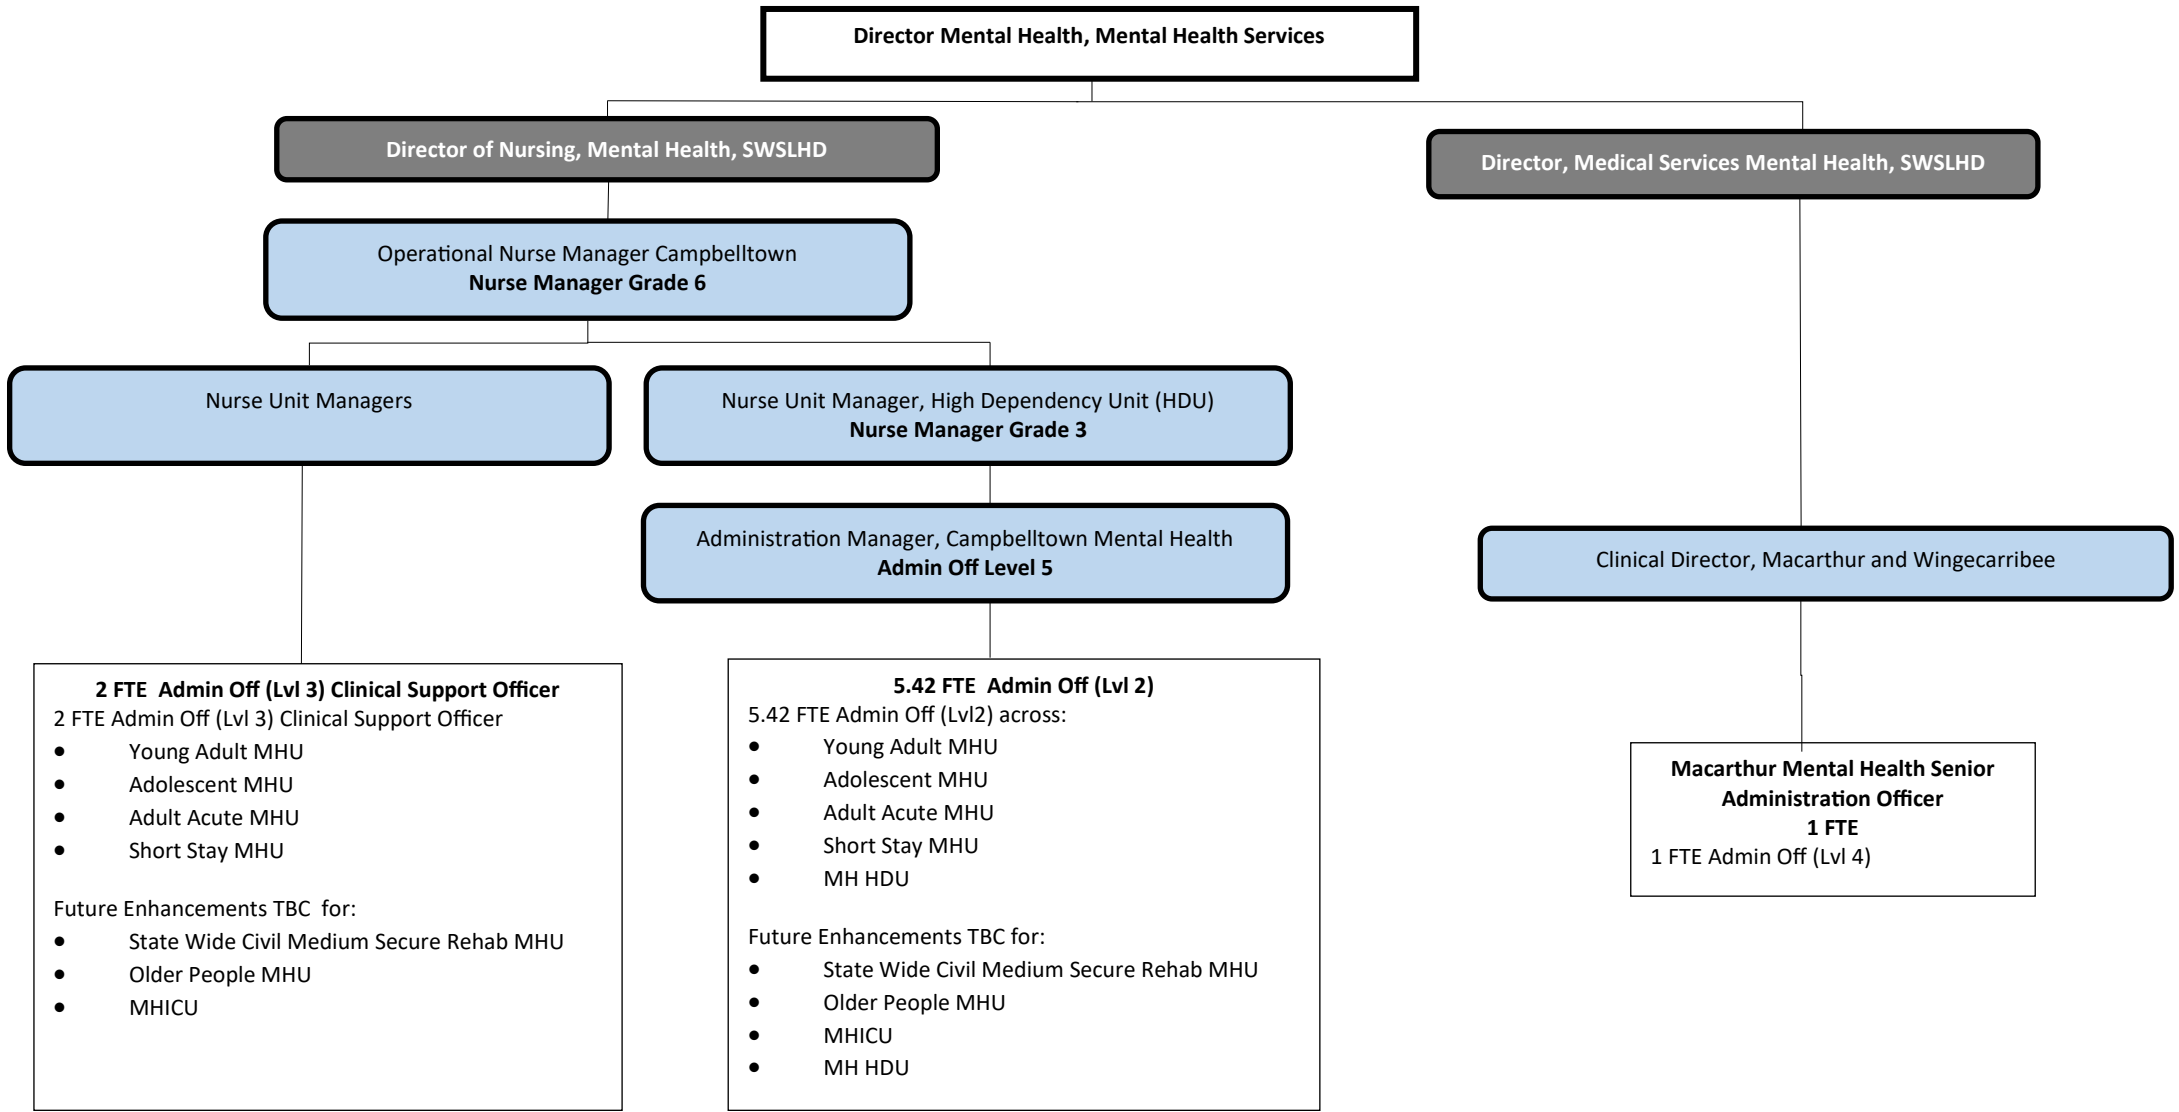 Director Mental Health, Mental Health Services
Director of Nursing, Mental Health, SWSLHD
Director, Medical Services Mental Health, SWSLHD
Operational Nurse Manager Campbelltown
Nurse Manager Grade 6
Nurse Unit Managers
Nurse Unit Manager, High Dependency Unit (HDU)
Nurse Manager Grade 3
Administration Manager, Campbelltown Mental Health
Admin Off Level 5
Clinical Director, Macarthur and Wingecarribee
2 FTE  Admin Off (Lvl 3) Clinical Support Officer
2 FTE Admin Off (Lvl 3) Clinical Support Officer
• Young Adult MHU
• Adolescent MHU
• Adult Acute MHU
• Short Stay MHU
Future Enhancements TBC  for:
• State Wide Civil Medium Secure Rehab MHU
• Older People MHU
• MHICU
5.42 FTE  Admin Off (Lvl 2)
5.42 FTE Admin Off (Lvl2) across:
• Young Adult MHU
• Adolescent MHU
• Adult Acute MHU
• Short Stay MHU
• MH HDU
Future Enhancements TBC for:
• State Wide Civil Medium Secure Rehab MHU
• Older People MHU
• MHICU
• MH HDU
Macarthur Mental Health Senior
Administration Officer
1 FTE
1 FTE Admin Off (Lvl 4)